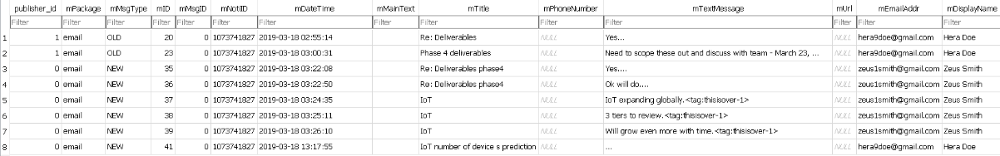 publisher_id mPackage mMsgType mID mMsgID mNotiID mDateTime mMainText mTitle mPhoneNumber mTextMessage mUrl mEmailAddr mDisplayName
Filter Filter Filter Filter Filter Filter Filter Filter Filter Filter Filter Filter Filter Filter
1 1 email OLD 20 0 1073741827 2019-03-18 02:55:14 Re: Deliverables NULL Yes... NULL hera9doe@gmail.com Hera Doe
2 1 email OLD 23 0 1073741827 2019-03-18 03:00:31 Phase 4 deliverables NULL Need to scope these out and discuss with team - March 23, ... NULL hera9doe@gmail.com Hera Doe
3 0 email NEW 35 0 1073741827 2019-03-18 03:22:08 Re: Deliverables phase4 NULL Yes.... NULL zeus1smith@gmail.com Zeus Smith
4 0 email NEW 36 0 1073741827 2019-03-18 03:22:50 Re: Deliverables phase4 NULL Ok will do.... NULL zeus1smith@gmail.com Zeus Smith
5 0 email NEW 37 0 1073741827 2019-03-18 03:24:35 IoT NULL IoT expanding globally.<tag:thisisover-1> NULL zeus1smith@gmail.com Zeus Smith
6 0 email NEW 38 0 1073741827 2019-03-18 03:25:11 IoT NULL 3 tiers to review.<tag:thisisover-1> NULL zeus1smith@gmail.com Zeus Smith
7 0 email NEW 39 0 1073741827 2019-03-18 03:26:10 IoT NULL Will grow even more with time.<tag:thisisover-1> NULL zeus1smith@gmail.com Zeus Smith
8 0 email NEW 41 0 1073741827 2019-03-18 13:17:55 IoT number of device s prediction NULL ... NULL hera9doe@gmail.com Hera Doe